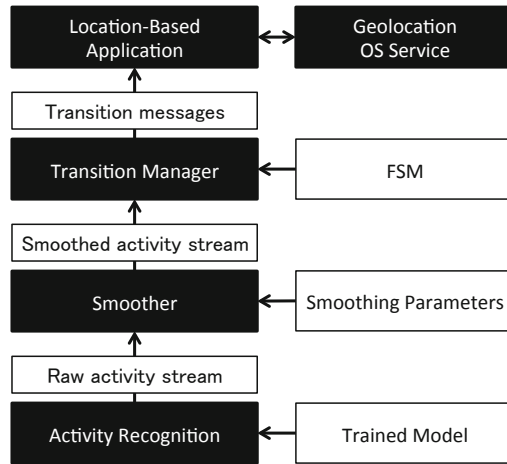 Location-Based
Application
Geolocation
OS Service
Transition messages
Transition Manager
FSM
Smoothed activity stream
Smoother
Smoothing Parameters
Raw activity stream
Activity Recognition
Trained Model